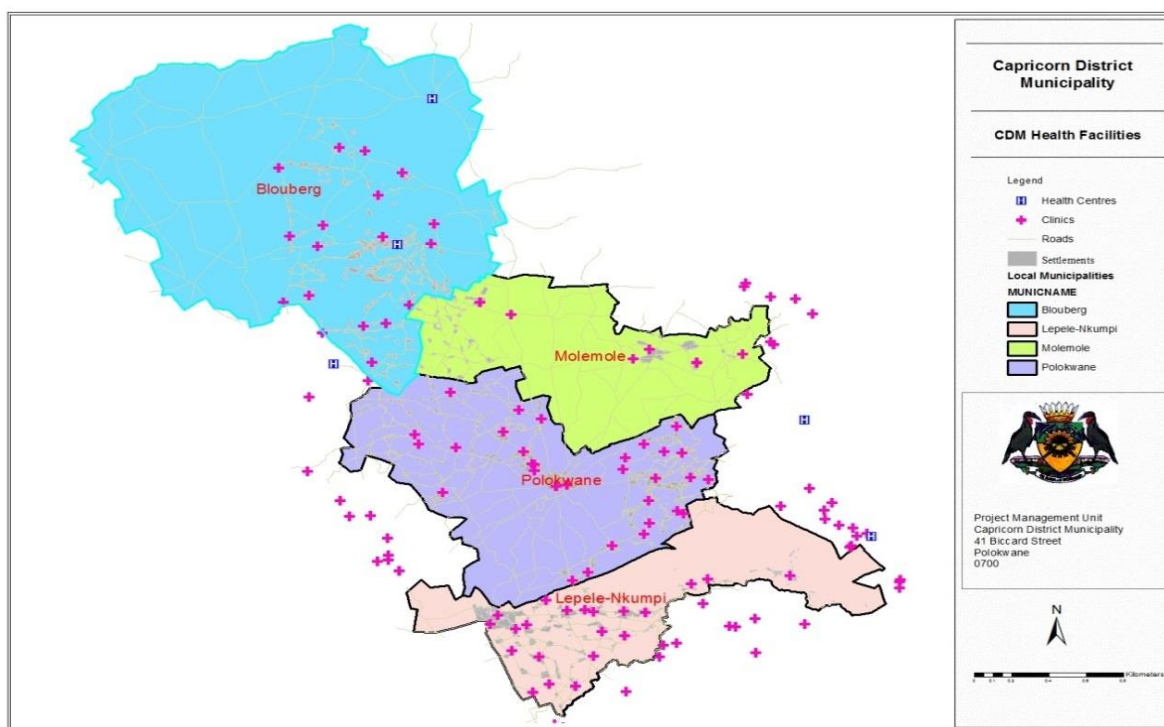 Blouberg
Molemole
Polokwane
Lepele-Nkumpi
Capricorn District
Municipality
CDM Health Facilities
Legend
H Health Centres
Clinics
Roads
Settlements
Local Municipalities
MUNICNAME
Blouberg
Lepele-Nkumpi
Molemole
Polokwane
Project Management Unit
Capricorn District Municipality
41 Biccard Street
Polokwane
0700
N
Kilometers